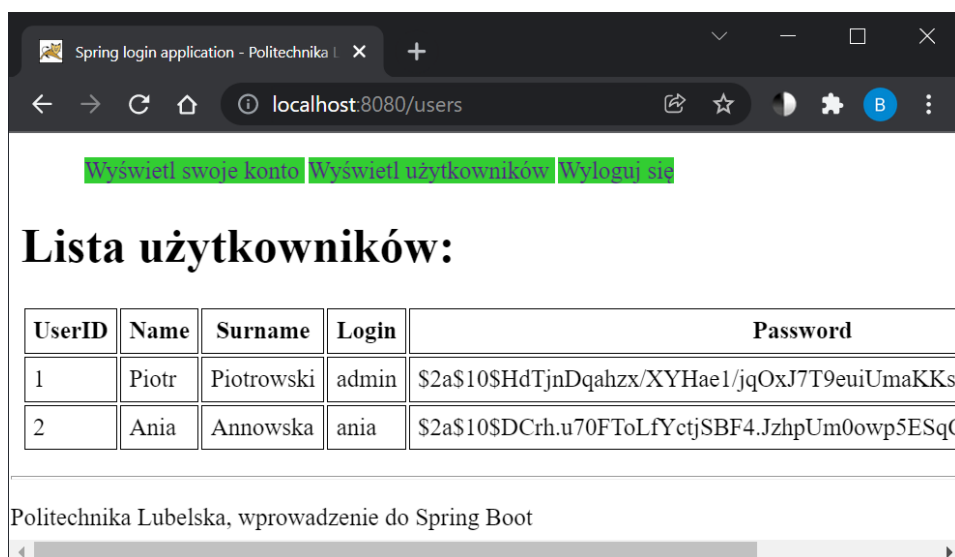 Spring login application - Politechnika L
localhost:8080/users
B
Wyświetl swoje konto Wyświetl użytkowników Wyloguj się
Lista użytkowników:
UserID Name Surname Login Password
1 Piotr Piotrowski admin $2a$10$HdTjnDqahzx/XYHae1/jqOxJ7T9euiUmaKKs
2 Ania Annowska ania $2a$10$DCrh.u70FToLfYctjSBF4.JzhpUm0owp5ESq
Politechnika Lubelska, wprowadzenie do Spring Boot